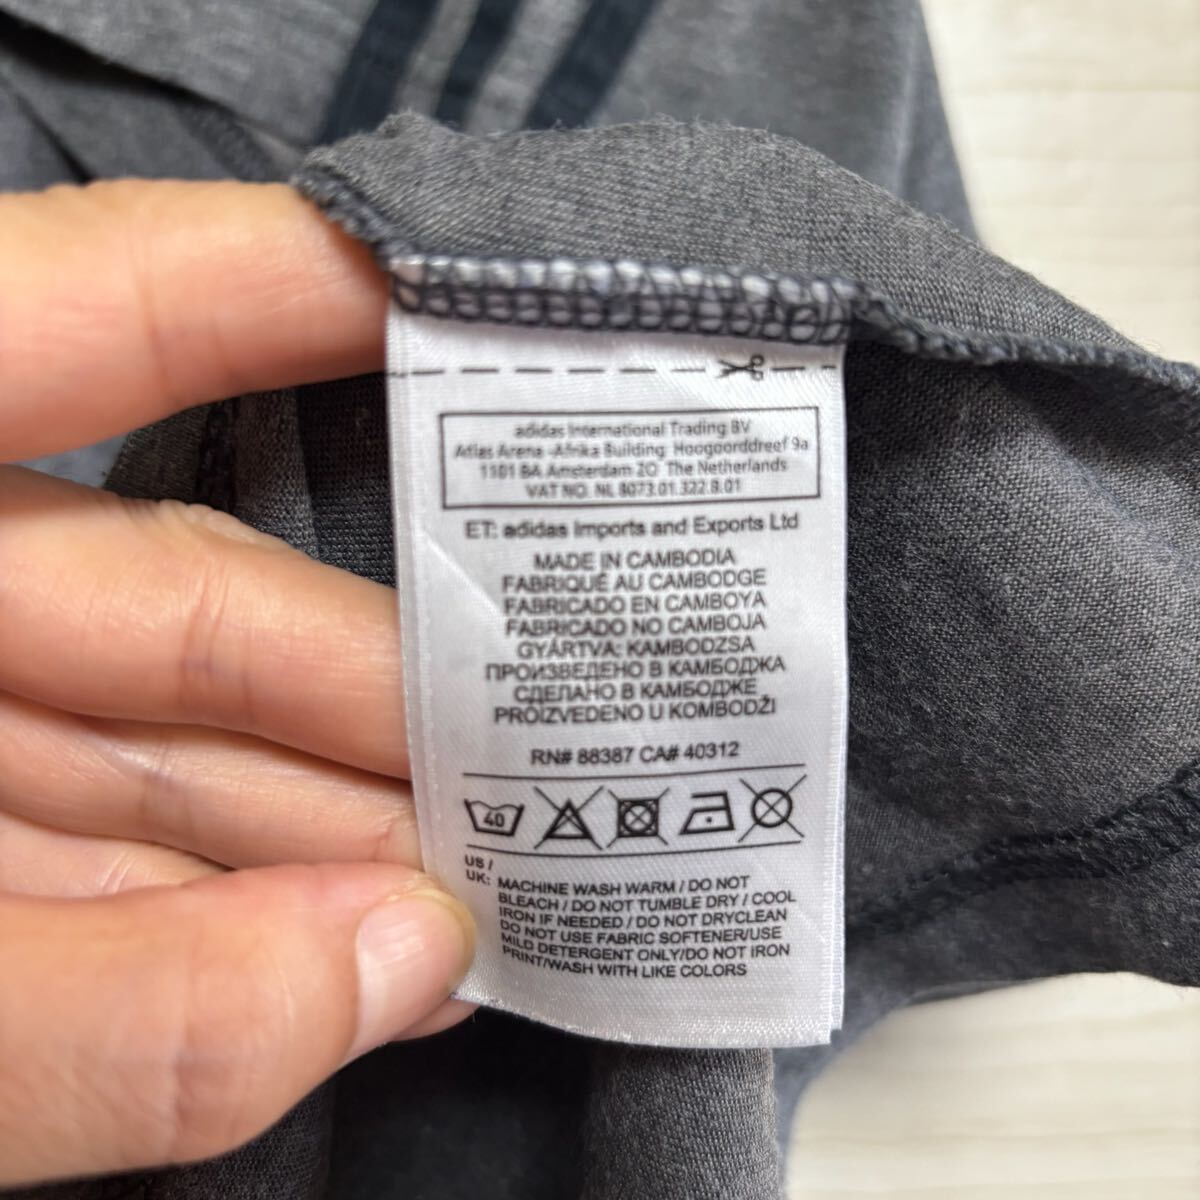 adidas International Trading BV
Atlas Arena -Afrika Building Hoogoorddreef 9a
1101 BA Amsterdam ZO The Netherlands
VAT NO. NL 8073.01.322.B.01
ET: adidas Imports and Exports Ltd
MADE IN CAMBODIA
FABRIQUÉ AU CAMBODGE
FABRICADO EN CAMBOYA
FABRICADO NO CAMBOJA
GYÁRTVA: KAMBODZSA
ПРОИЗВЕДЕНО В КАМБОДЖА
СДЕЛАНО В КАМБОДЖЕ
PROIZVEDENO U KOMBODŽI
RN# 88387 CA# 40312
40
US /
UK: MACHINE WASH WARM / DO NOT
BLEACH / DO NOT TUMBLE DRY / COOL
IRON IF NEEDED / DO NOT DRYCLEAN
DO NOT USE FABRIC SOFTENER/USE
MILD DETERGENT ONLY/DO NOT IRON
PRINT/WASH WITH LIKE COLORS